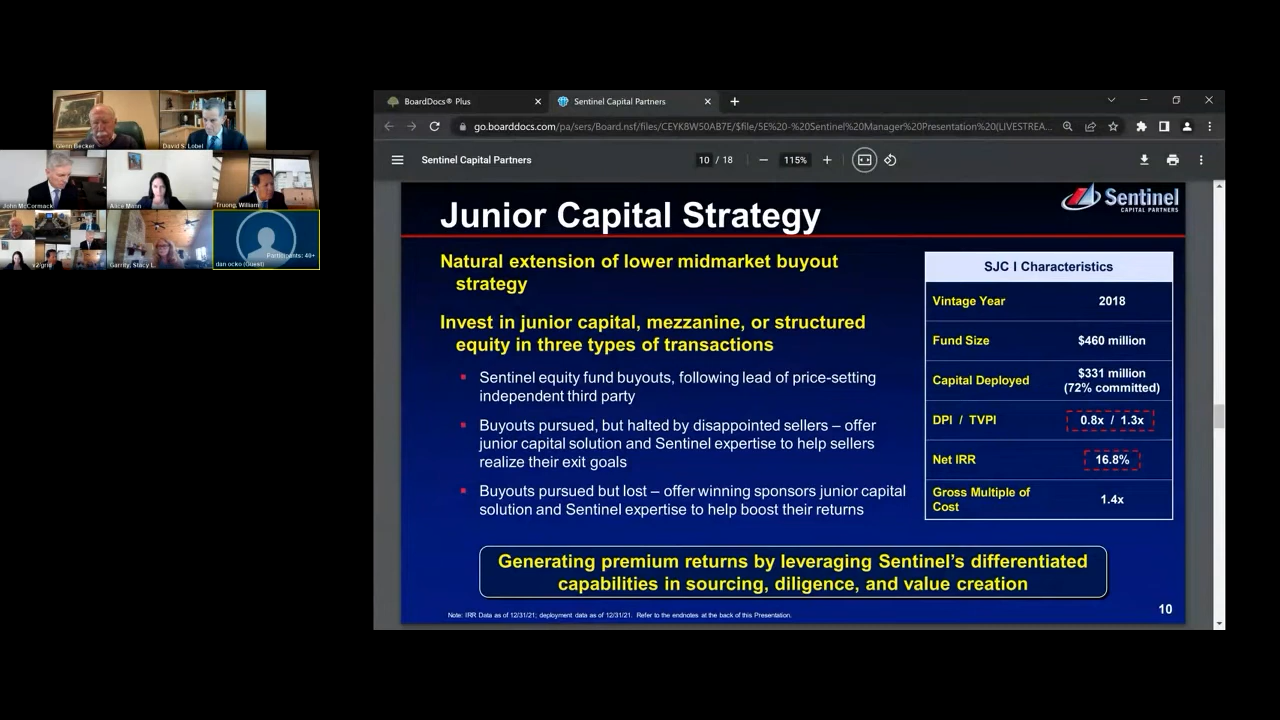 Glenn Becker
David S. Lobel
John McCormack
Alice Mann
Truong, William
v2/grid
Garrity, Stacy L.
Participants: 40+
dan ocko (Guest)
BoardDocs® Plus
Sentinel Capital Partners
go.boarddocs.com/pa/sers/Board.nsf/files/CEYK8W50AB7E/$file/5E%20-%20Sentinel%20Manager%20Presentation%20(LIVESTREA...
Sentinel Capital Partners
10 / 18
115%
Junior Capital Strategy
Sentinel
CAPITAL PARTNERS
Natural extension of lower midmarket buyout
strategy
Invest in junior capital, mezzanine, or structured
equity in three types of transactions
Sentinel equity fund buyouts, following lead of price-setting
independent third party
Buyouts pursued, but halted by disappointed sellers – offer
junior capital solution and Sentinel expertise to help sellers
realize their exit goals
Buyouts pursued but lost – offer winning sponsors junior capital
solution and Sentinel expertise to help boost their returns
SJC I Characteristics
Vintage Year 2018
Fund Size $460 million
Capital Deployed $331 million
(72% committed)
DPI / TVPI 0.8x / 1.3x
Net IRR 16.8%
Gross Multiple of
Cost 1.4x
Generating premium returns by leveraging Sentinel's differentiated
capabilities in sourcing, diligence, and value creation
Note: IRR Data as of 12/31/21; deployment data as of 12/31/21. Refer to the endnotes at the back of this Presentation.
10